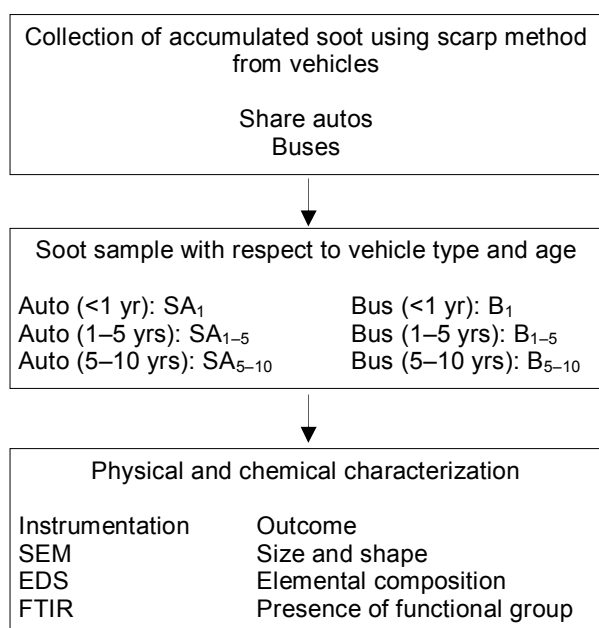 Collection of accumulated soot using scarp method
from vehicles
Share autos
Buses
Soot sample with respect to vehicle type and age
Auto (<1 yr): SA₁ Bus (<1 yr): B₁
Auto (1–5 yrs): SA₁₋₅ Bus (1–5 yrs): B₁₋₅
Auto (5–10 yrs): SA₅₋₁₀ Bus (5–10 yrs): B₅₋₁₀
Physical and chemical characterization
Instrumentation Outcome
SEM Size and shape
EDS Elemental composition
FTIR Presence of functional group